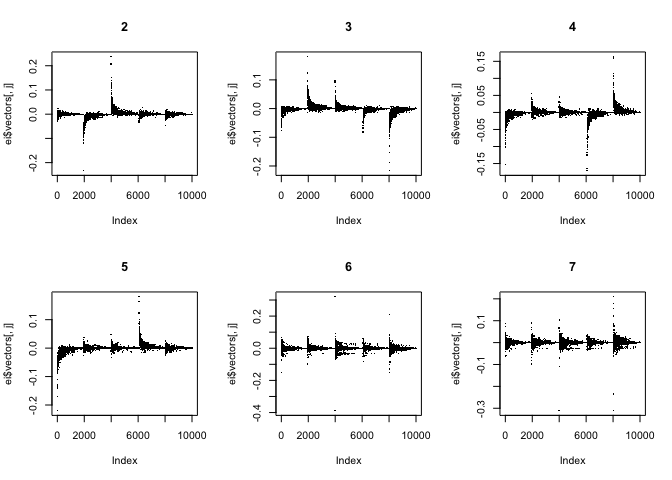 2
3
4
ei$vectors[, j]
-0.2
0.0
0.1
0.2
ei$vectors[, j]
-0.2
-0.1
0.0
0.1
ei$vectors[, j]
-0.15
-0.05
0.05
0.15
0 2000 6000 10000
0 2000 6000 10000
0 2000 6000 10000
Index
Index
Index
5
6
7
ei$vectors[, j]
-0.2
-0.1
0.0
0.1
ei$vectors[, j]
-0.4
-0.2
0.0
0.2
ei$vectors[, j]
-0.3
-0.1
0.1
0 2000 6000 10000
0 2000 6000 10000
0 2000 6000 10000
Index
Index
Index